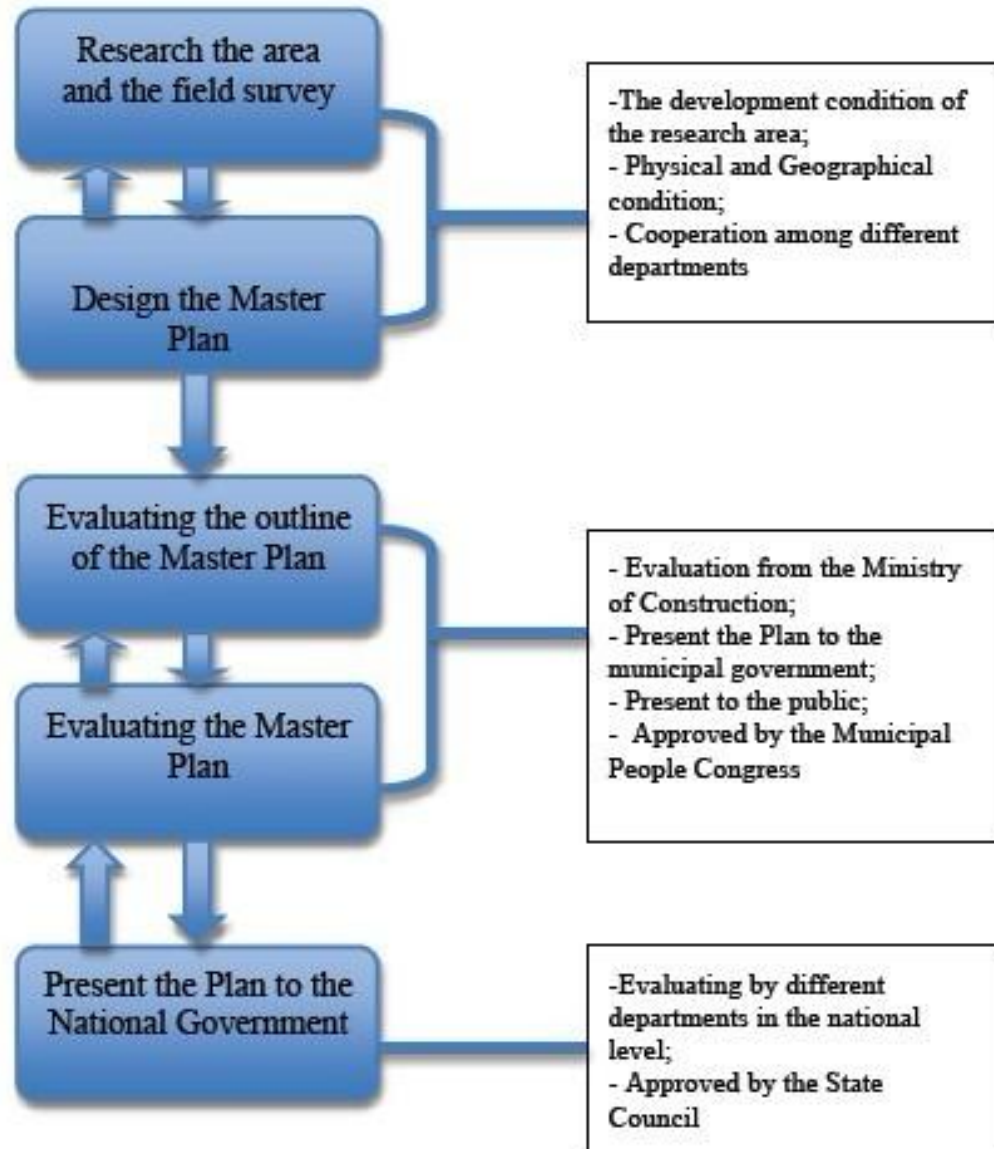 Research the area
and the field survey
-The development condition of
the research area;
- Physical and Geographical
condition;
- Cooperation among different
departments
Design the Master
Plan
Evaluating the outline
of the Master Plan
- Evaluation from the Ministry
of Construction;
- Present the Plan to the
municipal government;
- Present to the public;
- Approved by the Municipal
People Congress
Evaluating the Master
Plan
Present the Plan to the
National Government
-Evaluating by different
departments in the national
level;
- Approved by the State
Council